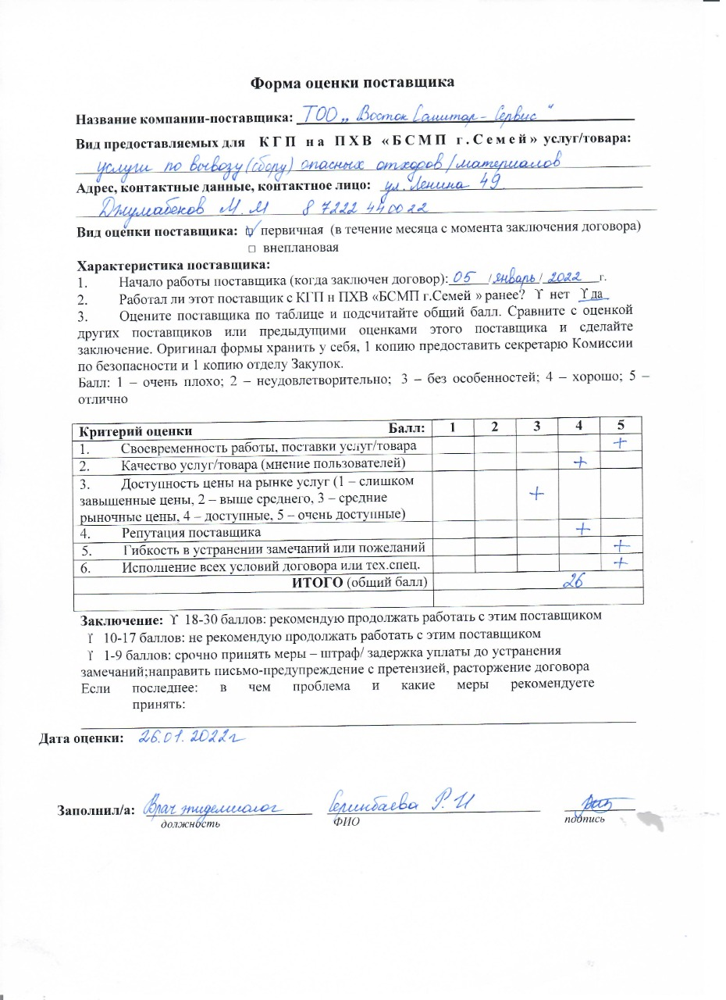 Форма оценки поставщика
Название компании-поставщика: ТОО „Восток Санитар-Сервис"
Вид предоставляемых для КГП на ПХВ «БСМП г.Семей» услуг/товара:
услуги по вывозу (сбору) опасных отходов/материалов
Адрес, контактные данные, контактное лицо: ул. Ленина 49
Джумабеков М.М 8 7222 440022
Вид оценки поставщика: ☑ первичная (в течение месяца с момента заключения договора)
□ внеплановая
Характеристика поставщика:
1. Начало работы поставщика (когда заключен договор): 05 /январь/ 2022 г.
2. Работал ли этот поставщик с КГП н ПХВ «БСМП г.Семей » ранее? ϒ нет ϒ да
3. Оцените поставщика по таблице и подсчитайте общий балл. Сравните с оценкой
других поставщиков или предыдущими оценками этого поставщика и сделайте
заключение. Оригинал формы хранить у себя, 1 копию предоставить секретарю Комиссии
по безопасности и 1 копию отделу Закупок.
Балл: 1 – очень плохо; 2 – неудовлетворительно; 3 – без особенностей; 4 – хорошо; 5 –
отлично
Критерий оценки Балл: 1 2 3 4 5
1. Своевременность работы, поставки услуг/товара +
2. Качество услуг/товара (мнение пользователей) +
3. Доступность цены на рынке услуг (1 – слишком
завышенные цены, 2 – выше среднего, 3 – средние +
рыночные цены, 4 – доступные, 5 – очень доступные)
4. Репутация поставщика +
5. Гибкость в устранении замечаний или пожеланий +
6. Исполнение всех условий договора или тех.спец. +
ИТОГО (общий балл) 26
Заключение: ϒ 18-30 баллов: рекомендую продолжать работать с этим поставщиком
ϒ 10-17 баллов: не рекомендую продолжать работать с этим поставщиком
ϒ 1-9 баллов: срочно принять меры – штраф/ задержка уплаты до устранения
замечаний;направить письмо-предупреждение с претензией, расторжение договора
Если последнее: в чем проблема и какие меры рекомендуете
принять:
Дата оценки: 26.01.2022г
Заполнил/а: Врач эпидемиолог Р. И
должность ФИО подпись